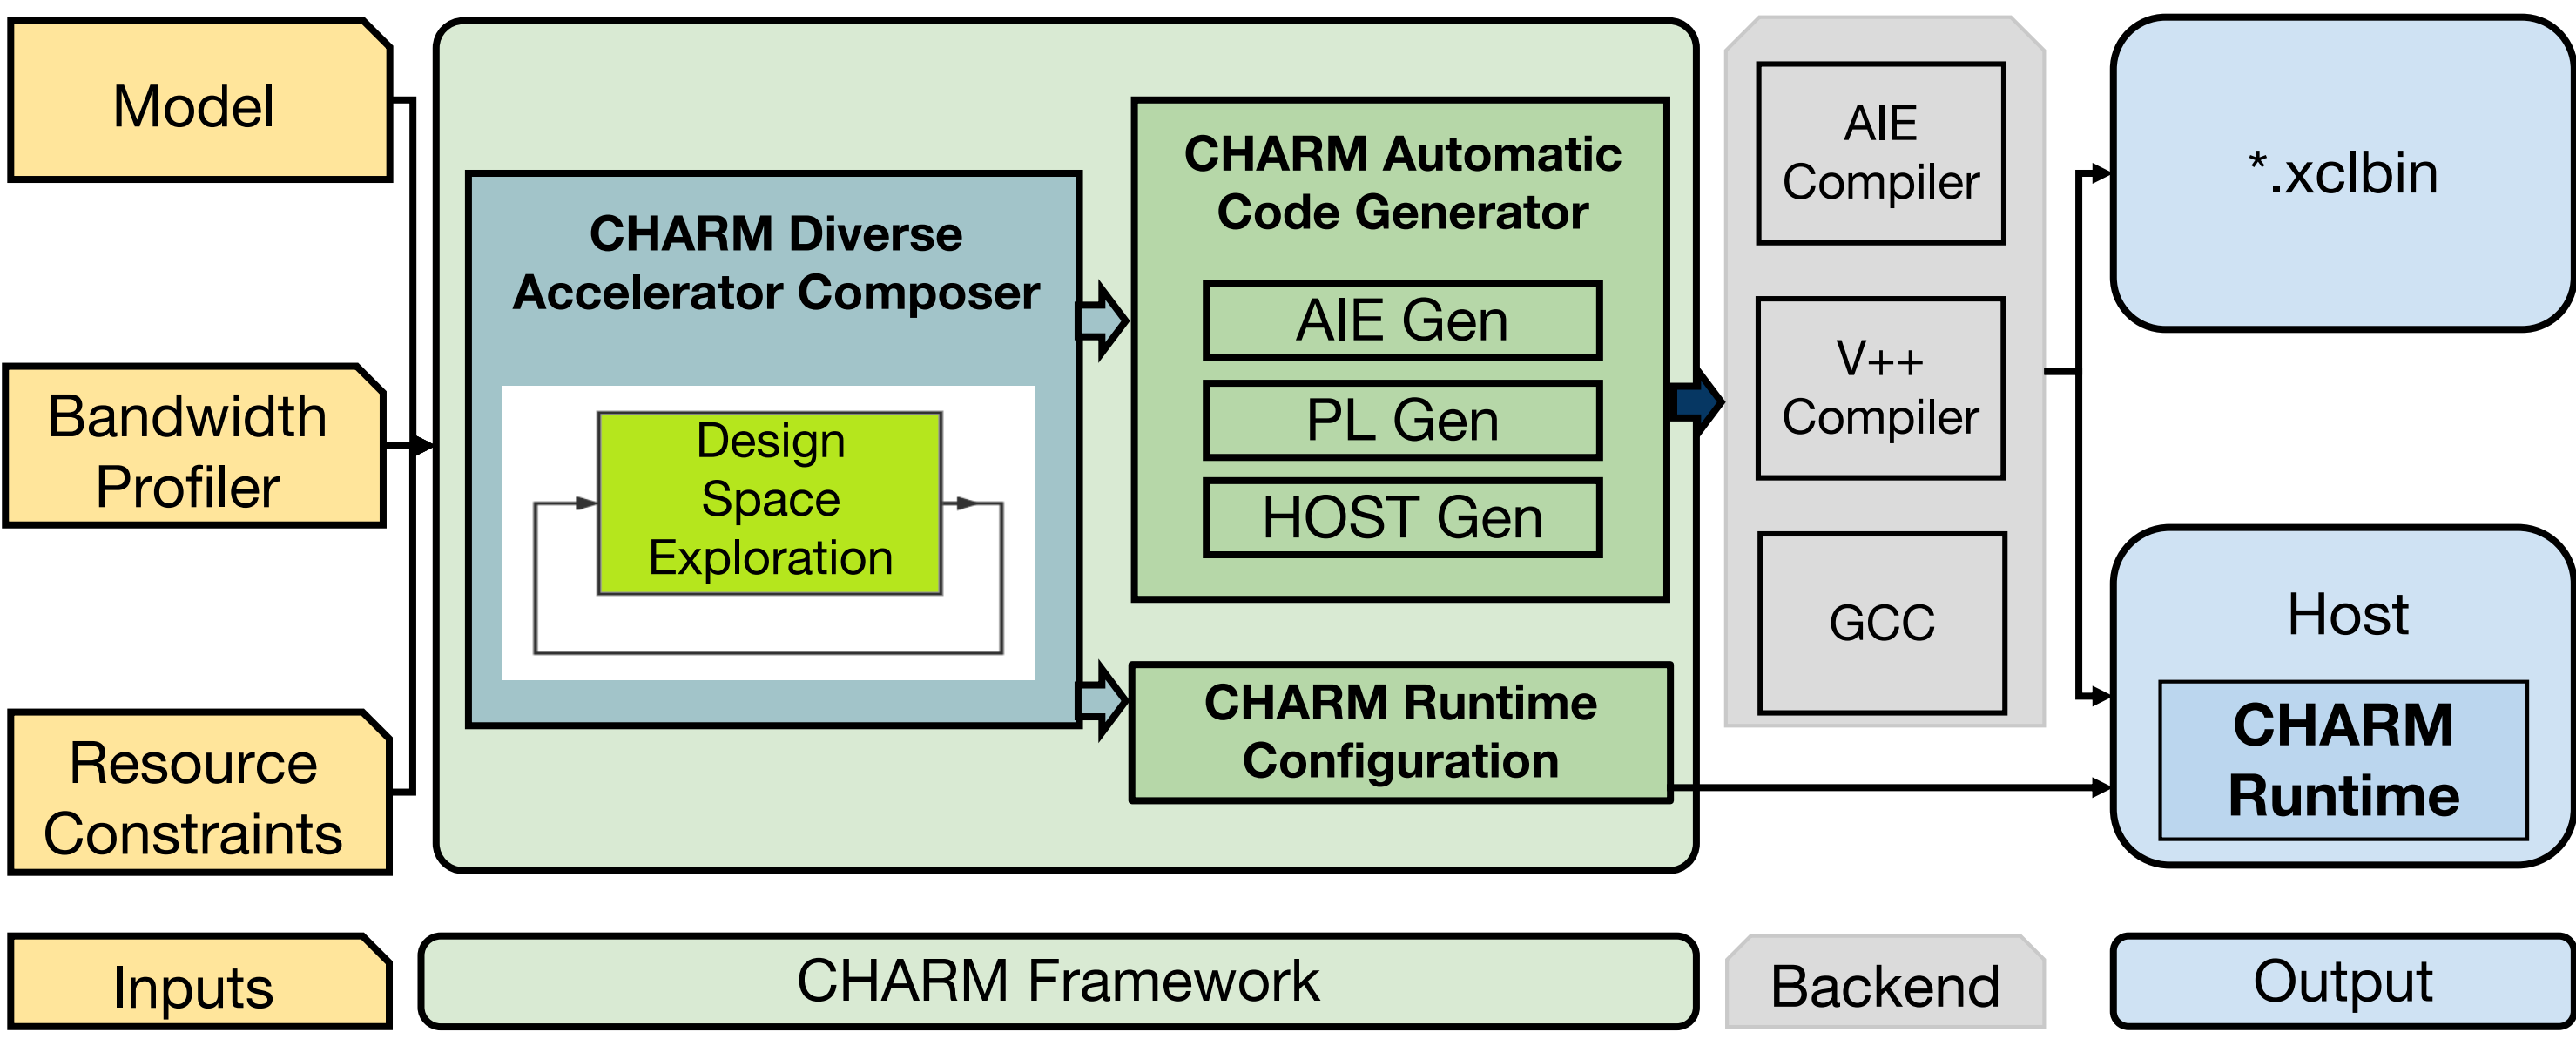 Model
Bandwidth
Profiler
Resource
Constraints
CHARM Diverse
Accelerator Composer
Design
Space
Exploration
CHARM Automatic
Code Generator
AIE Gen
PL Gen
HOST Gen
CHARM Runtime
Configuration
AIE
Compiler
V++
Compiler
GCC
*.xclbin
Host
CHARM
Runtime
Inputs
CHARM Framework
Backend
Output